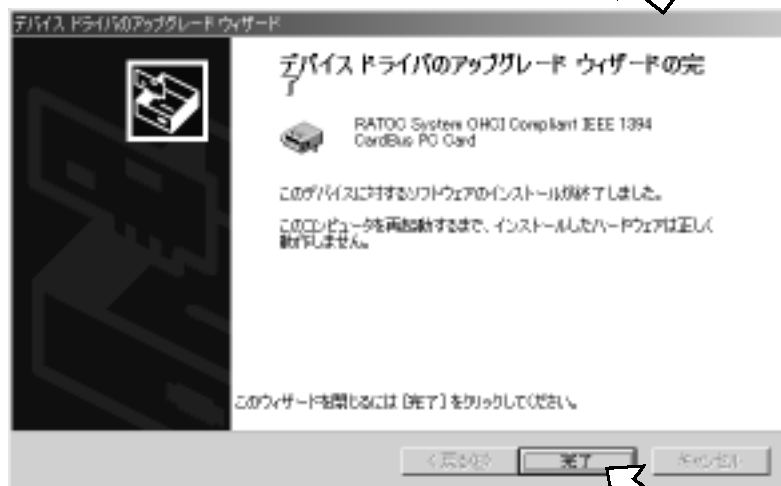 デバイス ドライバのアップグレード ウィザード
デバイス ドライバのアップグレード ウィザードの完
了
RATOC System OHCI Compliant IEEE 1394
CardBus PC Card
このデバイスに対するソフトウェアのインストールが終了しました。
このコンピュータを再起動するまで、インストールしたハードウェアは正しく
動作しません。
このウィザードを閉じるには [完了] をクリックしてください。
< 戻る(B)
完了
キャンセル